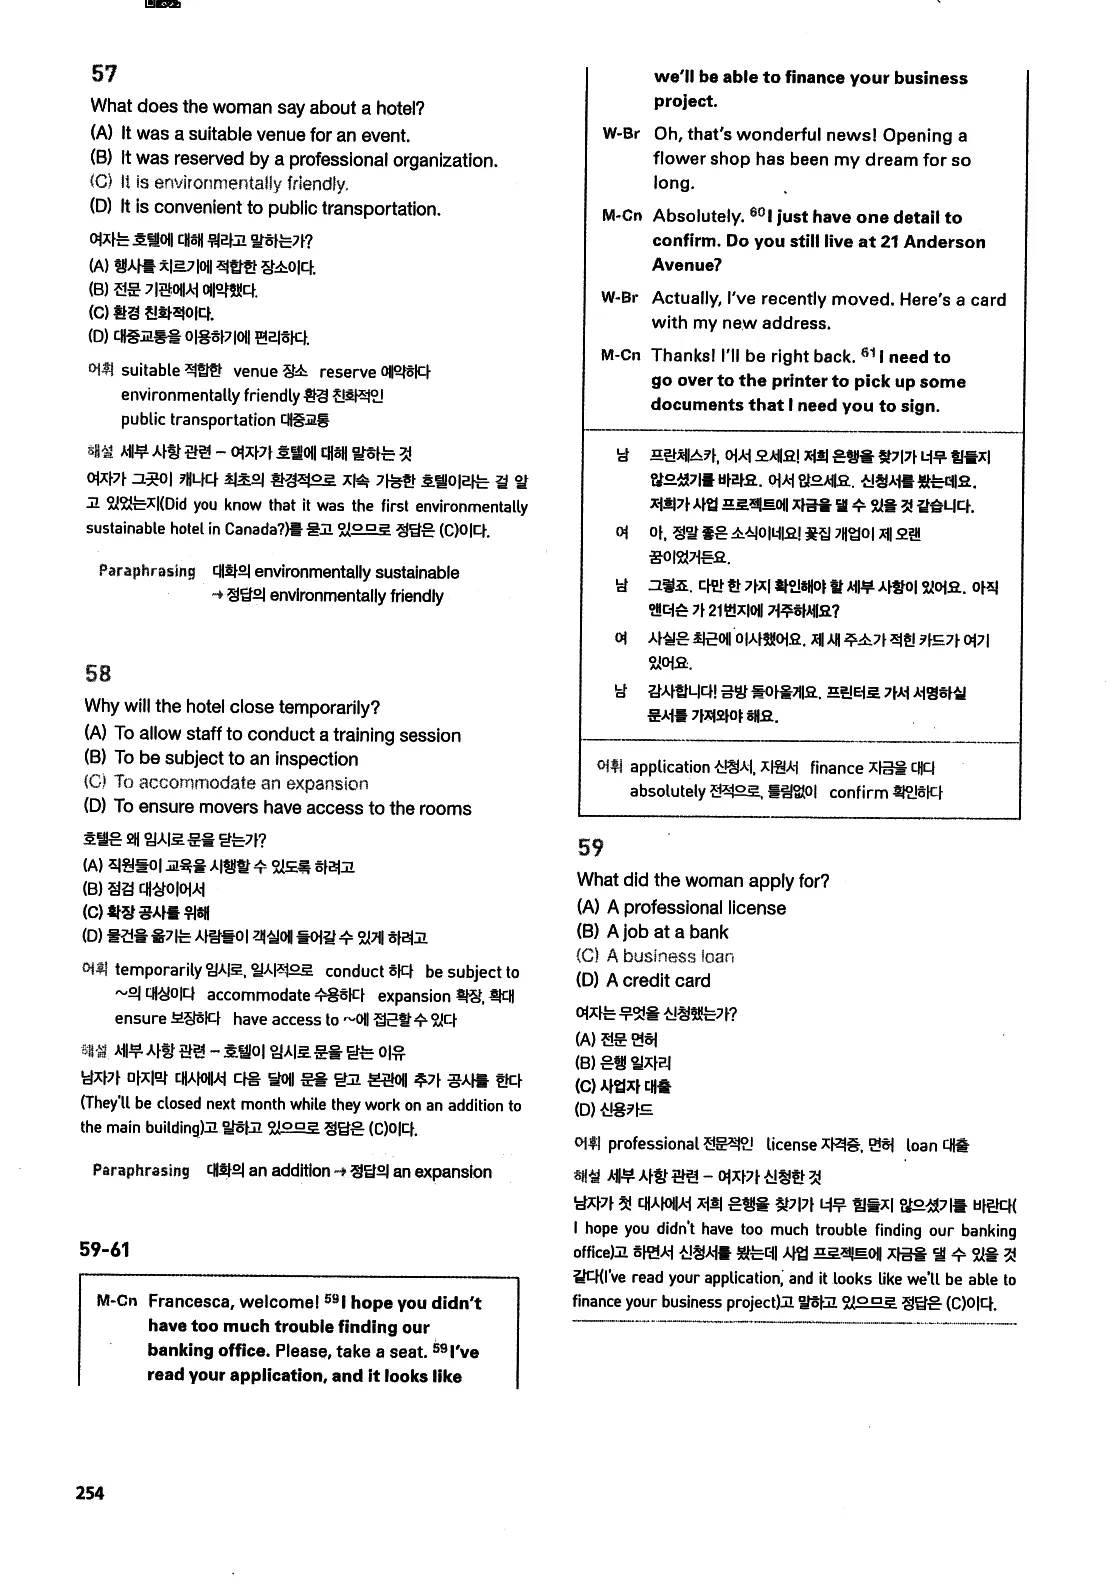 57
What does the woman say about a hotel?
(A) It was a suitable venue for an event.
(B) It was reserved by a professional organization.
(C) It is environmentally friendly.
(D) It is convenient to public transportation.
여자는 호텔에 대해 뭐라고 말하는가?
(A) 행사를 치르기에 적합한 장소이다.
(B) 전문 기관에서 예약했다.
(C) 환경 친화적이다.
(D) 대중교통을 이용하기에 편리하다.
어휘 suitable 적합한 venue 장소 reserve 예약하다
environmentally friendly 환경 친화적인
public transportation 대중교통
해설 세부 사항 관련 – 여자가 호텔에 대해 말하는 것
여자가 그곳이 캐나다 최초의 환경적으로 지속 가능한 호텔이라는 걸 알
고 있었는지(Did you know that it was the first environmentally
sustainable hotel in Canada?)를 묻고 있으므로 정답은 (C)이다.
Paraphrasing 대화의 environmentally sustainable
→ 정답의 environmentally friendly
58
Why will the hotel close temporarily?
(A) To allow staff to conduct a training session
(B) To be subject to an inspection
(C) To accommodate an expansion
(D) To ensure movers have access to the rooms
호텔은 왜 임시로 문을 닫는가?
(A) 직원들이 교육을 시행할 수 있도록 하려고
(B) 점검 대상이어서
(C) 확장 공사를 위해
(D) 물건을 옮기는 사람들이 객실에 들어갈 수 있게 하려고
어휘 temporarily 임시로, 일시적으로 conduct 하다 be subject to
~의 대상이다 accommodate 수용하다 expansion 확장, 확대
ensure 보장하다 have access to ~에 접근할 수 있다
해설 세부 사항 관련 – 호텔이 임시로 문을 닫는 이유
남자가 마지막 대사에서 다음 달에 문을 닫고 본관에 추가 공사를 한다
(They'll be closed next month while they work on an addition to
the main building)고 말하고 있으므로 정답은 (C)이다.
Paraphrasing 대화의 an addition → 정답의 an expansion
59-61
M-Cn Francesca, welcome! 59I hope you didn't
have too much trouble finding our
banking office. Please, take a seat. 59I've
read your application, and it looks like
254
we'll be able to finance your business
project.
W-Br Oh, that's wonderful news! Opening a
flower shop has been my dream for so
long.
M-Cn Absolutely. 60I just have one detail to
confirm. Do you still live at 21 Anderson
Avenue?
W-Br Actually, I've recently moved. Here's a card
with my new address.
M-Cn Thanks! I'll be right back. 61I need to
go over to the printer to pick up some
documents that I need you to sign.
남 프란체스카, 어서 오세요! 저희 은행을 찾기가 너무 힘들지
않으셨기를 바라요. 어서 앉으세요. 신청서를 봤는데요.
저희가 사업 프로젝트에 자금을 댈 수 있을 것 같습니다.
여 아, 정말 좋은 소식이네요! 꽃집 개업이 제 오랜
꿈이었거든요.
남 그렇죠. 다만 한 가지 확인해야 할 세부 사항이 있어요. 아직
앤더슨 가 21번지에 거주하세요?
여 사실은 최근에 이사했어요. 제 새 주소가 적힌 카드가 여기
있어요.
남 감사합니다! 금방 돌아올게요. 프린터로 가서 서명하실
문서를 가져와야 해요.
어휘 application 신청서, 지원서 finance 자금을 대다
absolutely 전적으로, 틀림없이 confirm 확인하다
59
What did the woman apply for?
(A) A professional license
(B) A job at a bank
(C) A business loan
(D) A credit card
여자는 무엇을 신청했는가?
(A) 전문 면허
(B) 은행 일자리
(C) 사업자 대출
(D) 신용카드
어휘 professional 전문적인 license 자격증, 면허 loan 대출
해설 세부 사항 관련 – 여자가 신청한 것
남자가 첫 대사에서 저희 은행을 찾기가 너무 힘들지 않으셨기를 바란다(
I hope you didn't have too much trouble finding our banking
office)고 하면서 신청서를 봤는데 사업 프로젝트에 자금을 댈 수 있을 것
같다(I've read your application, and it looks like we'll be able to
finance your business project)고 말하고 있으므로 정답은 (C)이다.